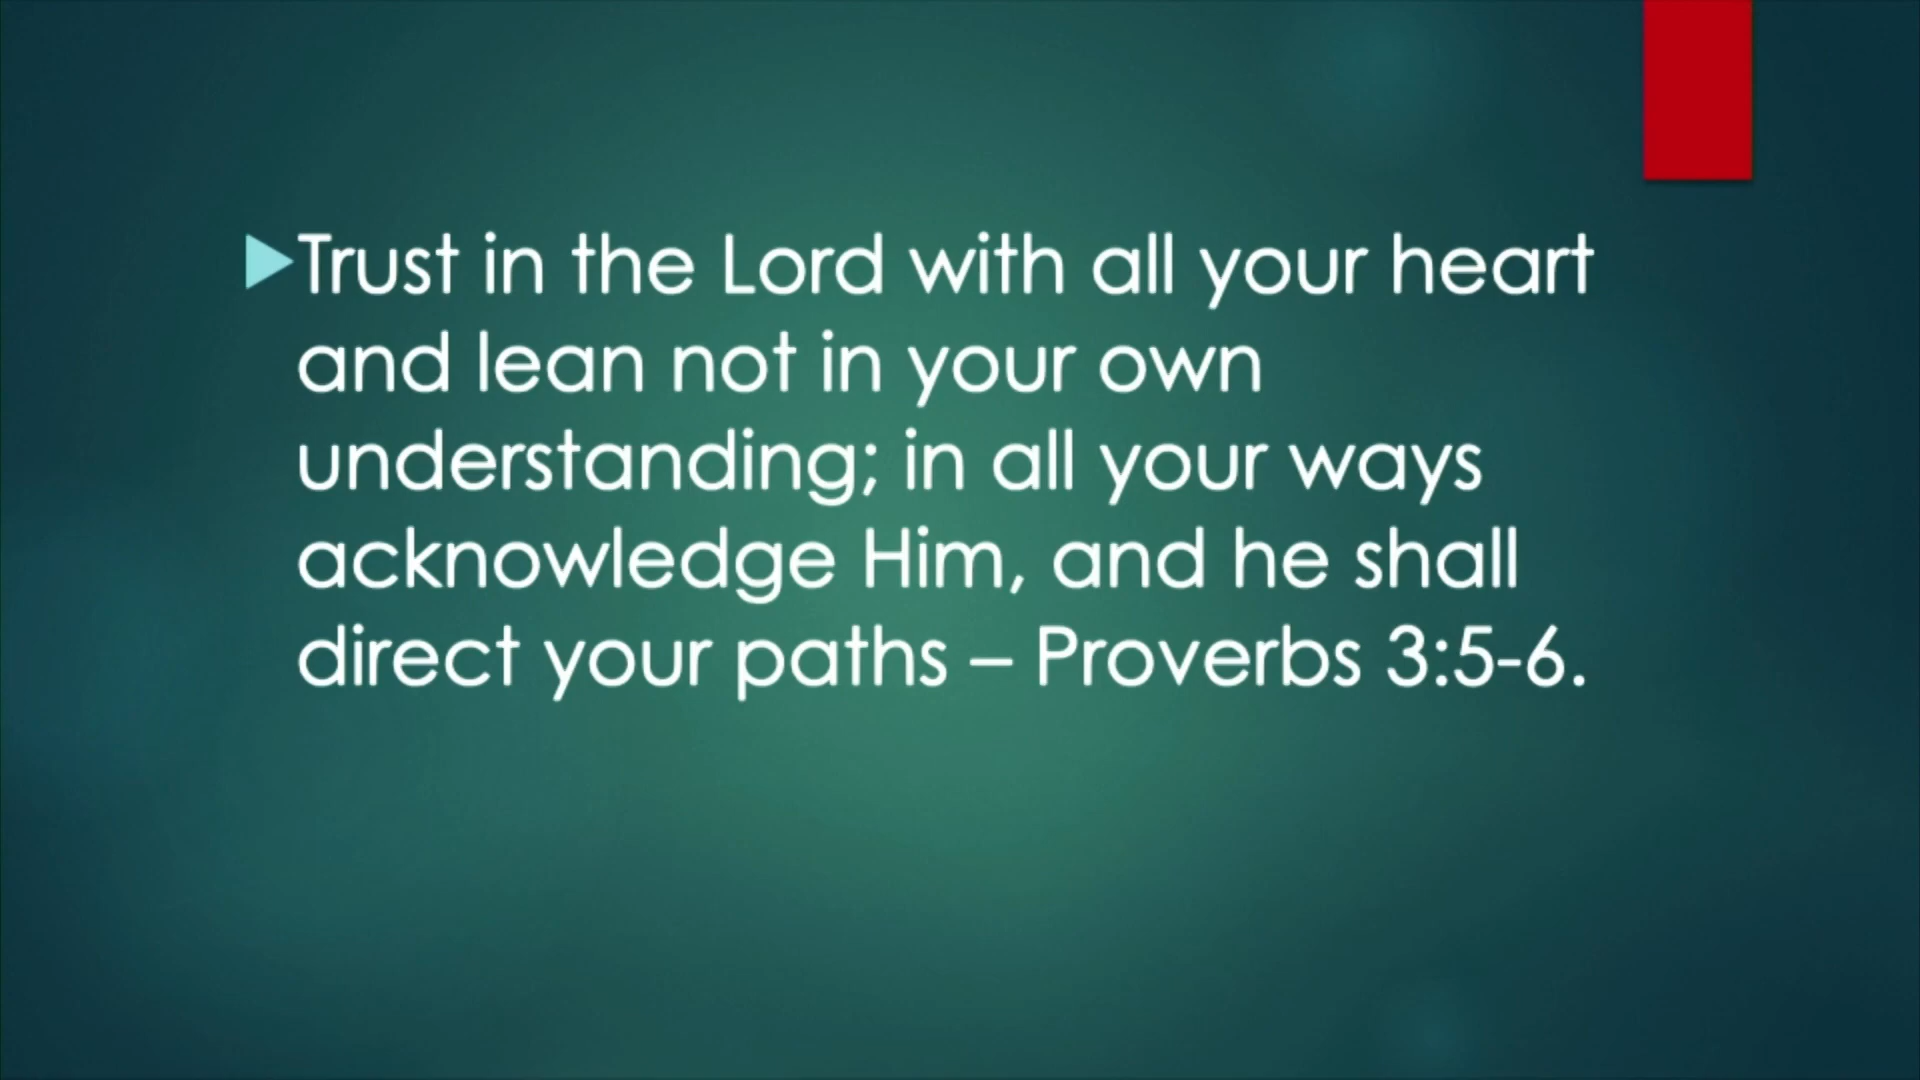 Trust in the Lord with all your heart
and lean not in your own
understanding; in all your ways
acknowledge Him, and he shall
direct your paths – Proverbs 3:5-6.